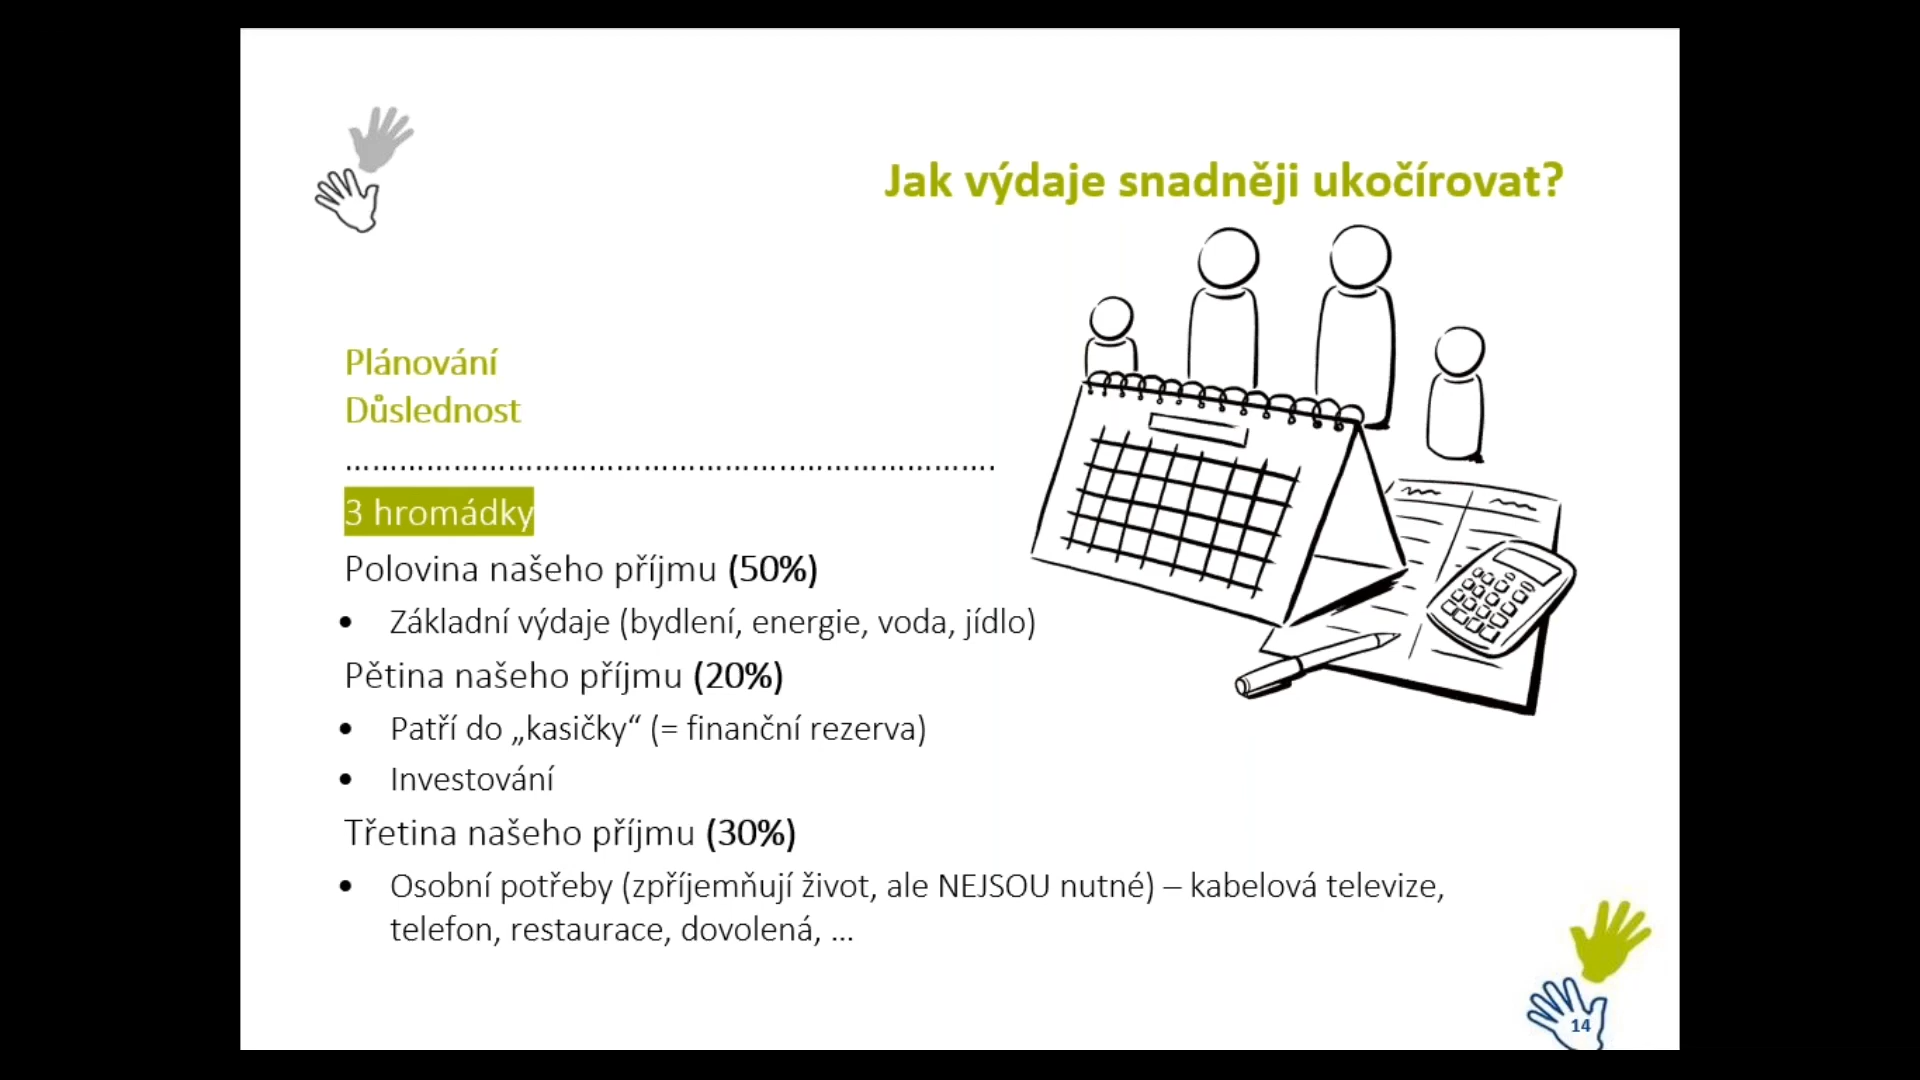 Jak výdaje snadněji ukočírovat?
Plánování
Důslednost
……………………………………………..………………….
3 hromádky
Polovina našeho příjmu (50%)
• Základní výdaje (bydlení, energie, voda, jídlo)
Pětina našeho příjmu (20%)
• Patří do „kasičky“ (= finanční rezerva)
• Investování
Třetina našeho příjmu (30%)
• Osobní potřeby (zpříjemňují život, ale NEJSOU nutné) – kabelová televize,
telefon, restaurace, dovolená, …
14